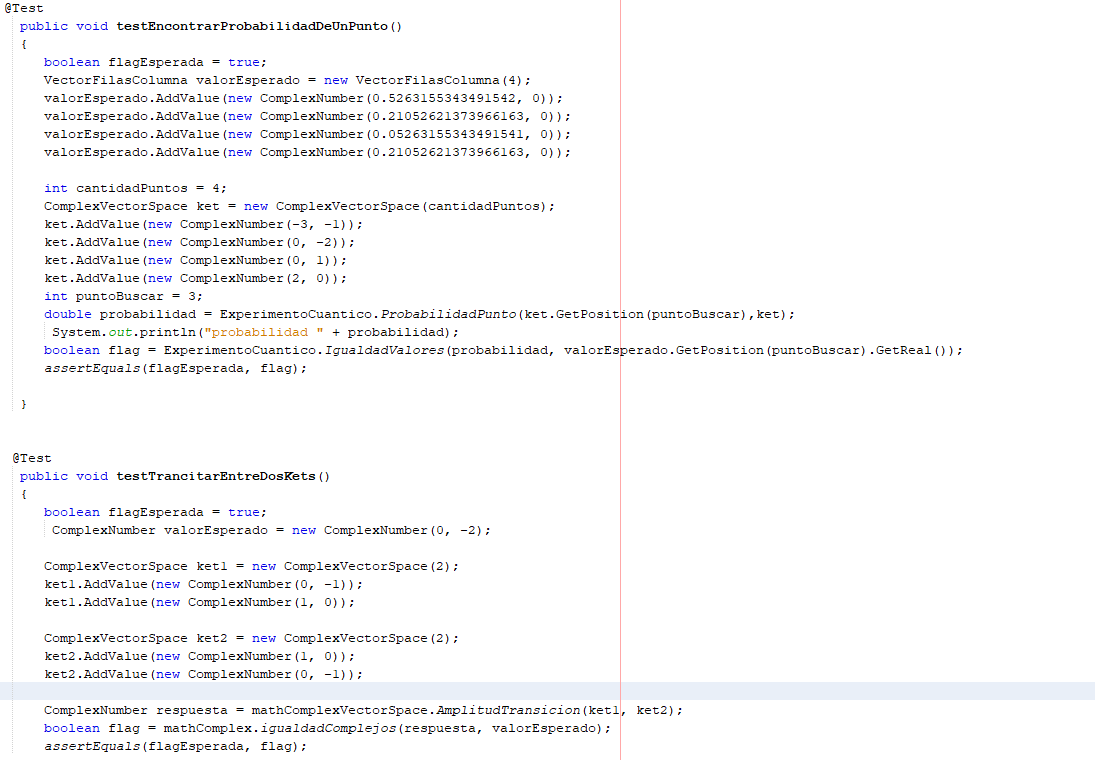 @Test
public void testEncontrarProbabilidadDeUnPunto()
{
boolean flagEsperada = true;
VectorFilasColumna valorEsperado = new VectorFilasColumna(4);
valorEsperado.AddValue(new ComplexNumber(0.5263155343491542, 0));
valorEsperado.AddValue(new ComplexNumber(0.21052621373966163, 0));
valorEsperado.AddValue(new ComplexNumber(0.05263155343491541, 0));
valorEsperado.AddValue(new ComplexNumber(0.21052621373966163, 0));
int cantidadPuntos = 4;
ComplexVectorSpace ket = new ComplexVectorSpace(cantidadPuntos);
ket.AddValue(new ComplexNumber(-3, -1));
ket.AddValue(new ComplexNumber(0, -2));
ket.AddValue(new ComplexNumber(0, 1));
ket.AddValue(new ComplexNumber(2, 0));
int puntoBuscar = 3;
double probabilidad = ExperimentoCuantico.ProbabilidadPunto(ket.GetPosition(puntoBuscar),ket);
System.out.println("probabilidad " + probabilidad);
boolean flag = ExperimentoCuantico.IgualdadValores(probabilidad, valorEsperado.GetPosition(puntoBuscar).GetReal());
assertEquals(flagEsperada, flag);
}
@Test
public void testTrancitarEntreDosKets()
{
boolean flagEsperada = true;
ComplexNumber valorEsperado = new ComplexNumber(0, -2);
ComplexVectorSpace ket1 = new ComplexVectorSpace(2);
ket1.AddValue(new ComplexNumber(0, -1));
ket1.AddValue(new ComplexNumber(1, 0));
ComplexVectorSpace ket2 = new ComplexVectorSpace(2);
ket2.AddValue(new ComplexNumber(1, 0));
ket2.AddValue(new ComplexNumber(0, -1));
ComplexNumber respuesta = mathComplexVectorSpace.AmplitudTransicion(ket1, ket2);
boolean flag = mathComplex.igualdadComplejos(respuesta, valorEsperado);
assertEquals(flagEsperada, flag);